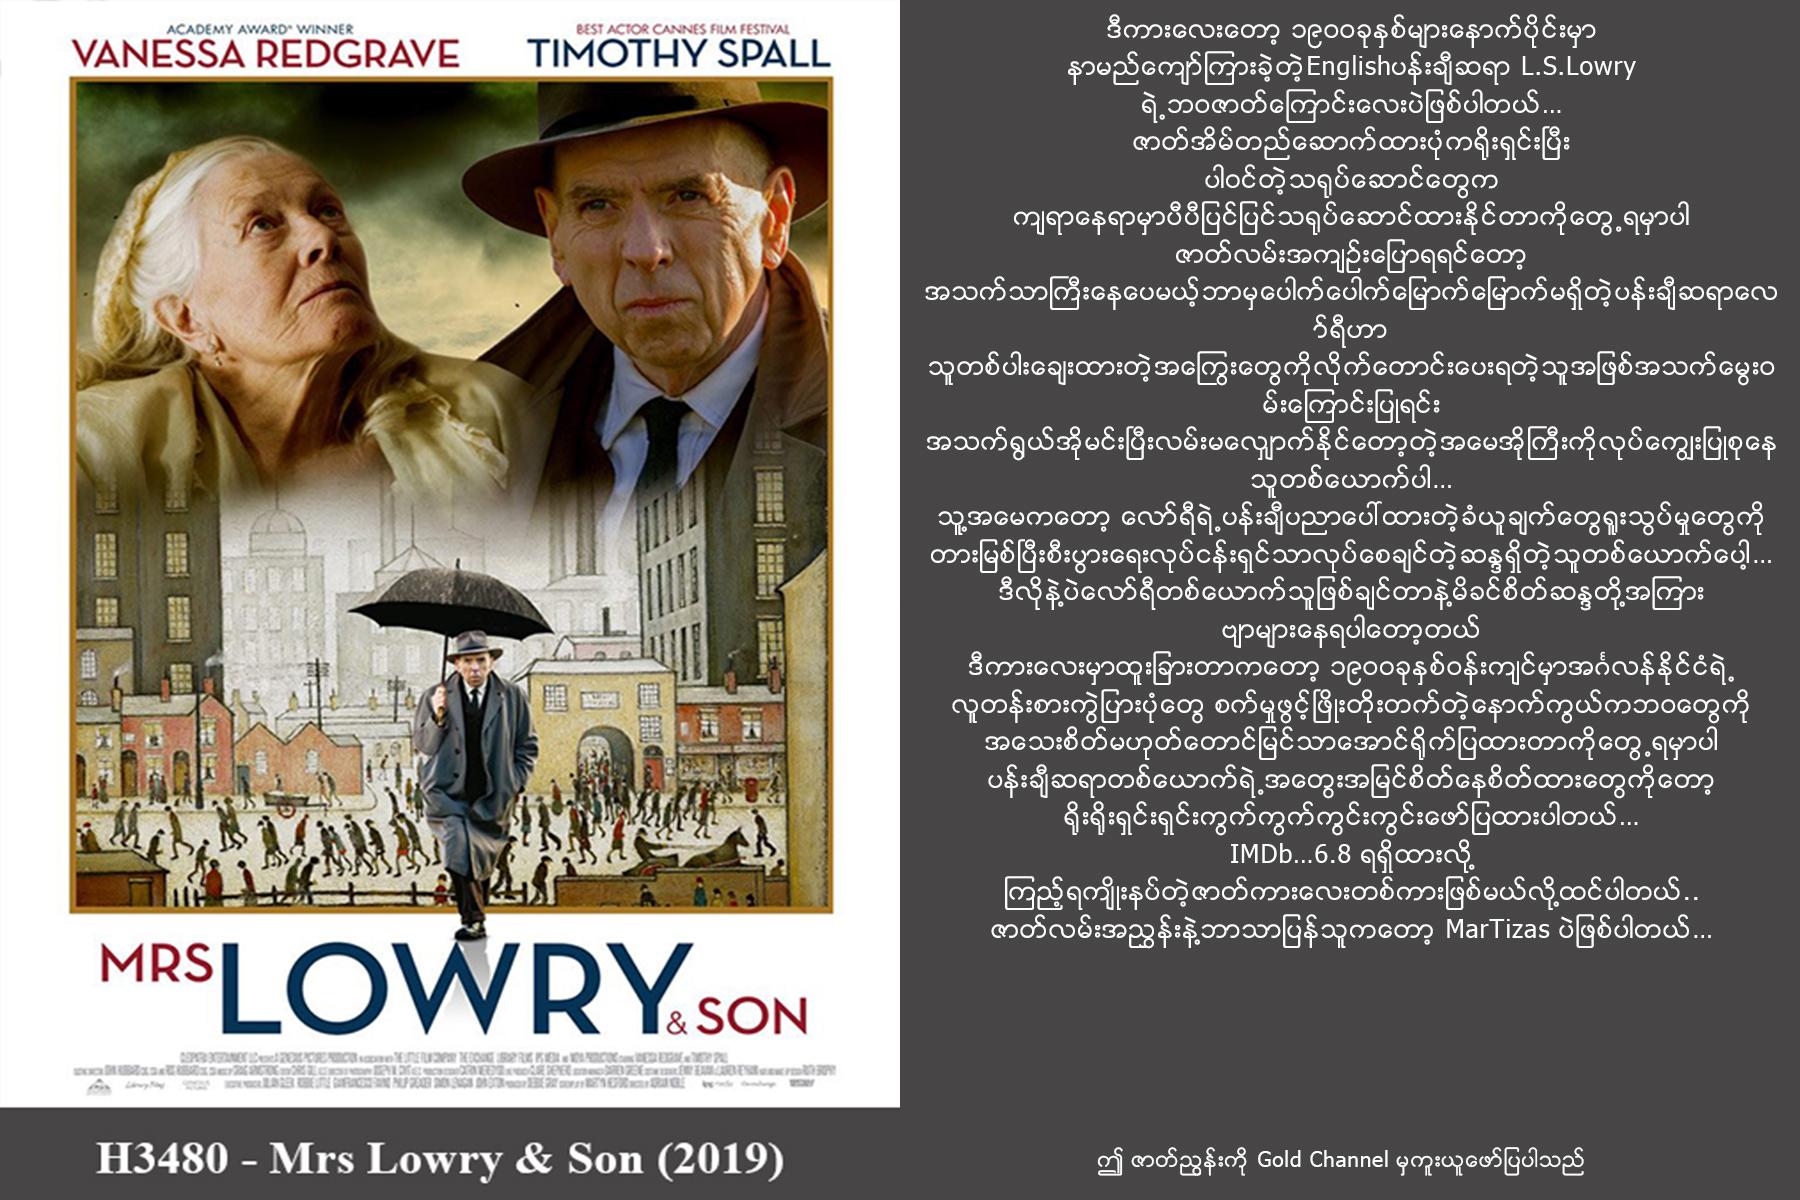 ACADEMY AWARD® WINNER
VANESSA REDGRAVE
BEST ACTOR CANNES FILM FESTIVAL
TIMOTHY SPALL
MRS LOWRY & SON
H3480 - Mrs Lowry & Son (2019)
ဒီကားလေးတော့ ၁၉၀၀ခုနှစ်များနောက်ပိုင်းမှာ
နာမည်ကျော်ကြားခဲ့တဲ့Englishပန်းချီဆရာ L.S.Lowry
ရဲ့ဘဝဇာတ်ကြောင်းလေးပဲဖြစ်ပါတယ်...
ဇာတ်အိမ်တည်ဆောက်ထားပုံကရိုးရှင်းပြီး
ပါဝင်တဲ့သရုပ်ဆောင်တွေက
ကျရာနေရာမှာပီပီပြင်ပြင်သရုပ်ဆောင်ထားနိုင်တာကိုတွေ့ရမှာပါ
ဇာတ်လမ်းအကျဉ်းပြောရရင်တော့
အသက်သာကြီးနေပေမယ့်ဘာမှပေါက်ပေါက်မြောက်မြောက်မရှိတဲ့ပန်းချီဆရာလေ
ာ်ရီဟာ
သူတစ်ပါးချေးထားတဲ့အကြွေးတွေကိုလိုက်တောင်းပေးရတဲ့သူအဖြစ်အသက်မွေးဝ
မ်းကြောင်းပြုရင်း
အသက်ရွယ်အိုမင်းပြီးလမ်းမလျှောက်နိုင်တော့တဲ့အမေအိုကြီးကိုလုပ်ကျွေးပြုစုနေ
သူတစ်ယောက်ပါ...
သူ့အမေကတော့ လော်ရီရဲ့ပန်းချီပညာပေါ်ထားတဲ့ခံယူချက်တွေရူးသွပ်မှုတွေကို
တားမြစ်ပြီးစီးပွားရေးလုပ်ငန်းရှင်သာလုပ်စေချင်တဲ့ဆန္ဒရှိတဲ့သူတစ်ယောက်ပေါ့...
ဒီလိုနဲ့ပဲလော်ရီတစ်ယောက်သူဖြစ်ချင်တာနဲ့မိခင်စိတ်ဆန္ဒတို့အကြား
ဗျာများနေရပါတော့တယ်
ဒီကားလေးမှာထူးခြားတာကတော့ ၁၉၀၀ခုနှစ်ဝန်းကျင်မှာအင်္ဂလန်နိုင်ငံရဲ့
လူတန်းစားကွဲပြားပုံတွေ စက်မှုဖွင့်ဖြိုးတိုးတက်တဲ့နောက်ကွယ်ကဘဝတွေကို
အသေးစိတ်မဟုတ်တောင်မြင်သာအောင်ရိုက်ပြထားတာကိုတွေ့ရမှာပါ
ပန်းချီဆရာတစ်ယောက်ရဲ့အတွေးအမြင်စိတ်နေစိတ်ထားတွေကိုတော့
ရိုးရိုးရှင်းရှင်းကွက်ကွက်ကွင်းကွင်းဖော်ပြထားပါတယ်...
IMDb...6.8 ရရှိထားလို့
ကြည့်ရကျိုးနပ်တဲ့ဇာတ်ကားလေးတစ်ကားဖြစ်မယ်လို့ထင်ပါတယ်..
ဇာတ်လမ်းအညွှန်းနဲ့ဘာသာပြန်သူကတော့ MarTizas ပဲဖြစ်ပါတယ်...
ဤ ဇာတ်ညွန်းကို Gold Channel မှကူးယူဖော်ပြပါသည်